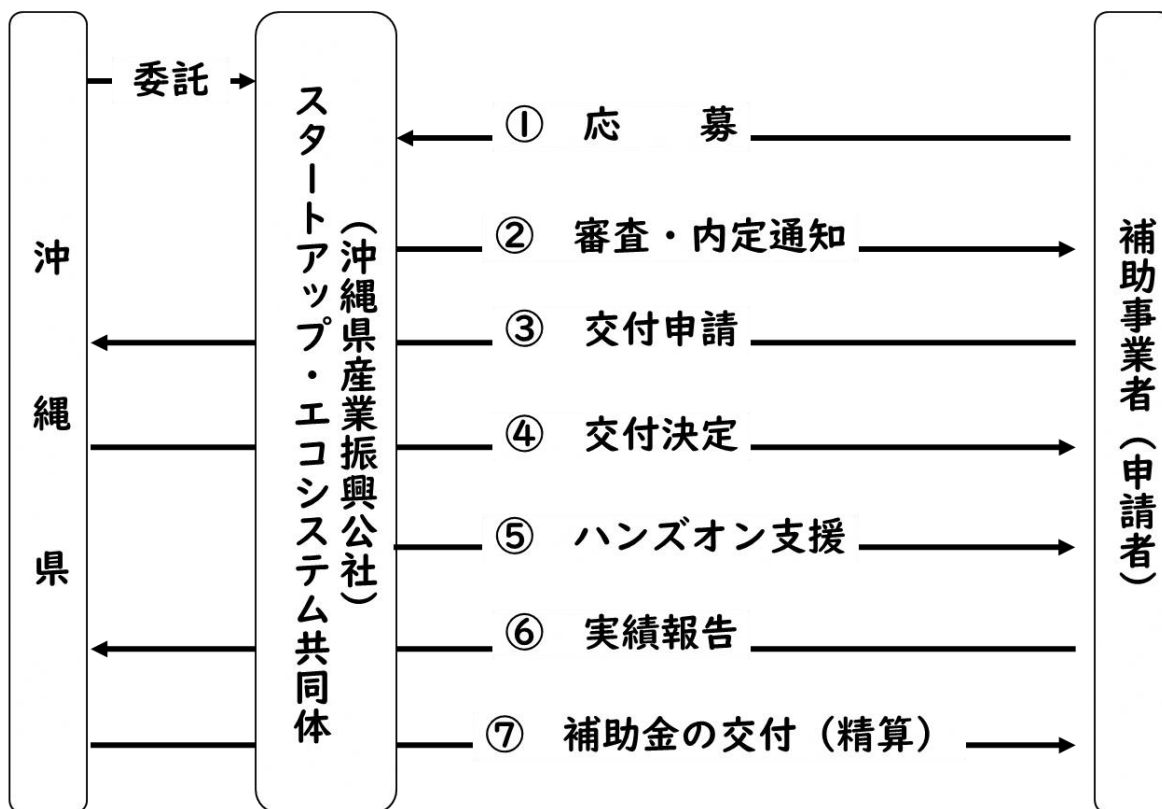 沖縄県
委託
スタートアップ・エコシステム共同体
（沖縄県産業振興公社）
① 応　募
② 審査・内定通知
③ 交付申請
④ 交付決定
⑤ ハンズオン支援
⑥ 実績報告
⑦ 補助金の交付（精算）
補助事業者（申請者）